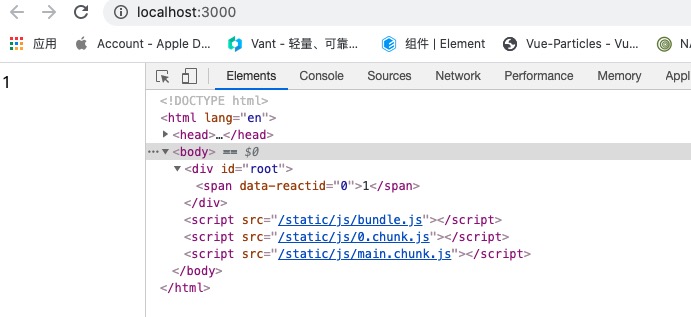 localhost:3000
应用 Account - Apple D... Vant - 轻量、可靠... 组件 | Element Vue-Particles - Vu... NA
1
Elements Console Sources Network Performance Memory Appl
<!DOCTYPE html>
<html lang="en">
<head>…</head>
<body> == $0
<div id="root">
<span data-reactid="0">1</span>
</div>
<script src="/static/js/bundle.js"></script>
<script src="/static/js/0.chunk.js"></script>
<script src="/static/js/main.chunk.js"></script>
</body>
</html>